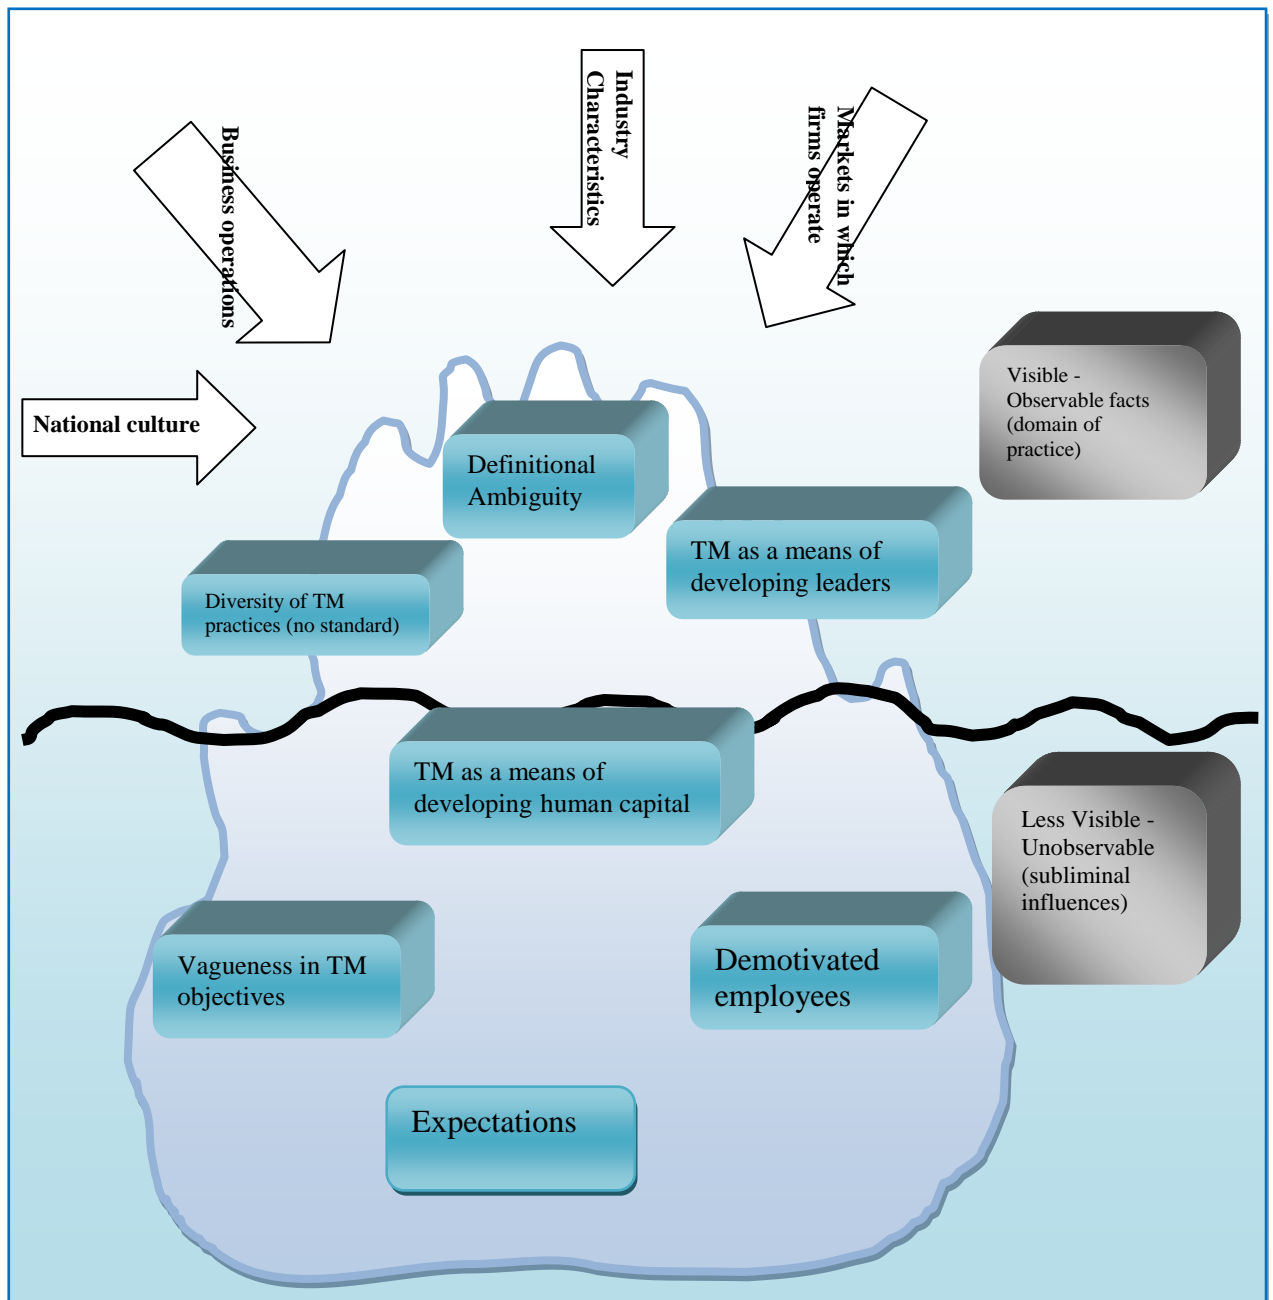 Business operations
Industry
Characteristics
Markets in which
firms operate
National culture
Visible -
Observable facts
(domain of
practice)
Definitional
Ambiguity
TM as a means of
developing leaders
Diversity of TM
practices (no standard)
TM as a means of
developing human capital
Less Visible -
Unobservable
(subliminal
influences)
Vagueness in TM
objectives
Demotivated
employees
Expectations